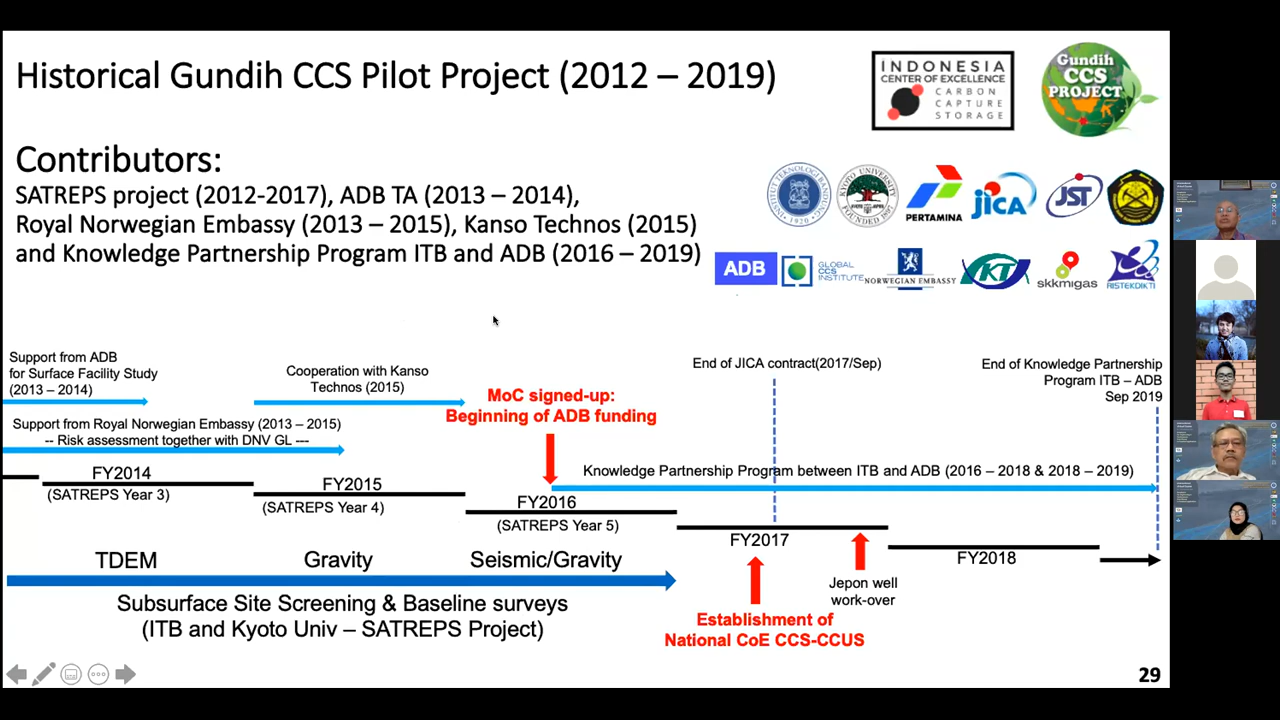 Historical Gundih CCS Pilot Project (2012 – 2019)
INDONESIA
CENTER OF EXCELLENCE
CARBON
CAPTURE
STORAGE
Gundih
CCS
PROJECT
Contributors:
SATREPS project (2012-2017), ADB TA (2013 – 2014),
Royal Norwegian Embassy (2013 – 2015), Kanso Technos (2015)
and Knowledge Partnership Program ITB and ADB (2016 – 2019)
INSTITUT TEKNOLOGI BANDUNG
1920
KYOTO UNIVERSITY
FOUNDED 1897
PERTAMINA
JICA
JST
ADB
GLOBAL
CCS
INSTITUTE
NORWEGIAN EMBASSY
KT
skkmigas
RISTEKDIKTI
Support from ADB
for Surface Facility Study
(2013 – 2014)
Cooperation with Kanso
Technos (2015)
MoC signed-up:
Beginning of ADB funding
End of JICA contract(2017/Sep)
End of Knowledge Partnership
Program ITB – ADB
Sep 2019
Support from Royal Norwegian Embassy (2013 – 2015)
-- Risk assessment together with DNV GL ---
Knowledge Partnership Program between ITB and ADB (2016 – 2018 & 2018 – 2019)
FY2014
(SATREPS Year 3)
FY2015
(SATREPS Year 4)
FY2016
(SATREPS Year 5)
FY2017
FY2018
TDEM
Gravity
Seismic/Gravity
Jepon well
work-over
Subsurface Site Screening & Baseline surveys
(ITB and Kyoto Univ – SATREPS Project)
Establishment of
National CoE CCS-CCUS
29